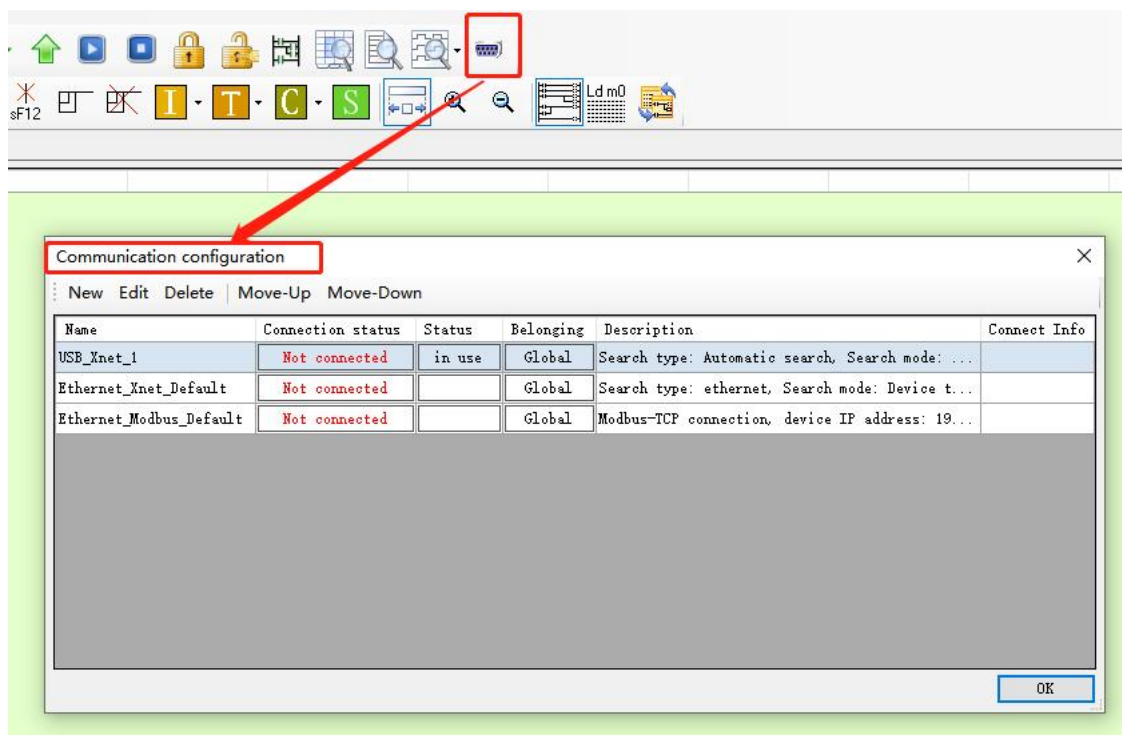 sF12 I T C S Ld m0
Communication configuration
New Edit Delete Move-Up Move-Down
Name Connection status Status Belonging Description Connect Info
USB_Xnet_1 Not connected in use Global Search type: Automatic search, Search mode: ...
Ethernet_Xnet_Default Not connected Global Search type: ethernet, Search mode: Device t...
Ethernet_Modbus_Default Not connected Global Modbus-TCP connection, device IP address: 19...
OK